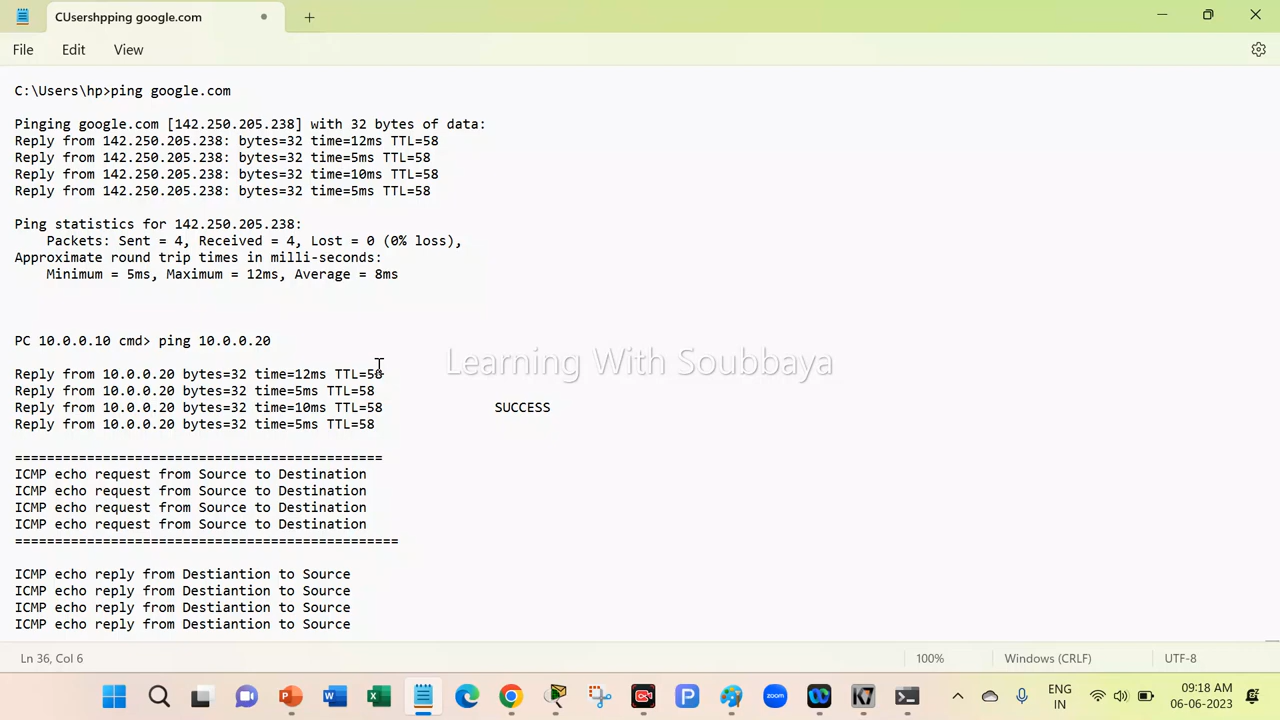 CUsershpping google.com
File Edit View
C:\Users\hp>ping google.com
Pinging google.com [142.250.205.238] with 32 bytes of data:
Reply from 142.250.205.238: bytes=32 time=12ms TTL=58
Reply from 142.250.205.238: bytes=32 time=5ms TTL=58
Reply from 142.250.205.238: bytes=32 time=10ms TTL=58
Reply from 142.250.205.238: bytes=32 time=5ms TTL=58
Ping statistics for 142.250.205.238:
Packets: Sent = 4, Received = 4, Lost = 0 (0% loss),
Approximate round trip times in milli-seconds:
Minimum = 5ms, Maximum = 12ms, Average = 8ms
PC 10.0.0.10 cmd> ping 10.0.0.20
Learning With Soubbaya
Reply from 10.0.0.20 bytes=32 time=12ms TTL=58
Reply from 10.0.0.20 bytes=32 time=5ms TTL=58
Reply from 10.0.0.20 bytes=32 time=10ms TTL=58 SUCCESS
Reply from 10.0.0.20 bytes=32 time=5ms TTL=58
==============================================
ICMP echo request from Source to Destination
ICMP echo request from Source to Destination
ICMP echo request from Source to Destination
ICMP echo request from Source to Destination
================================================
ICMP echo reply from Destiantion to Source
ICMP echo reply from Destiantion to Source
ICMP echo reply from Destiantion to Source
ICMP echo reply from Destiantion to Source
Ln 36, Col 6 100% Windows (CRLF) UTF-8
zoom
ENG
IN
09:18 AM
06-06-2023